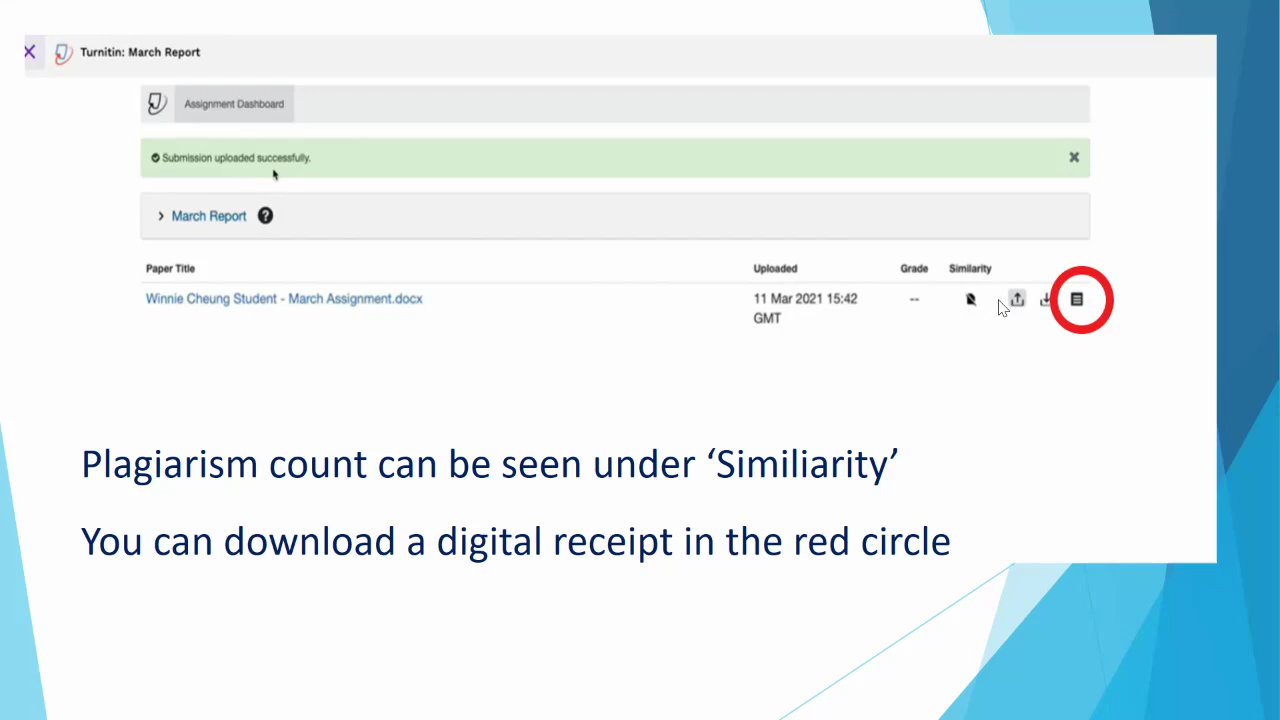 Turnitin: March Report
Assignment Dashboard
Submission uploaded successfully.
March Report
Paper Title Uploaded Grade Similarity
Winnie Cheung Student - March Assignment.docx 11 Mar 2021 15:42 --
GMT
Plagiarism count can be seen under ‘Similiarity’
You can download a digital receipt in the red circle